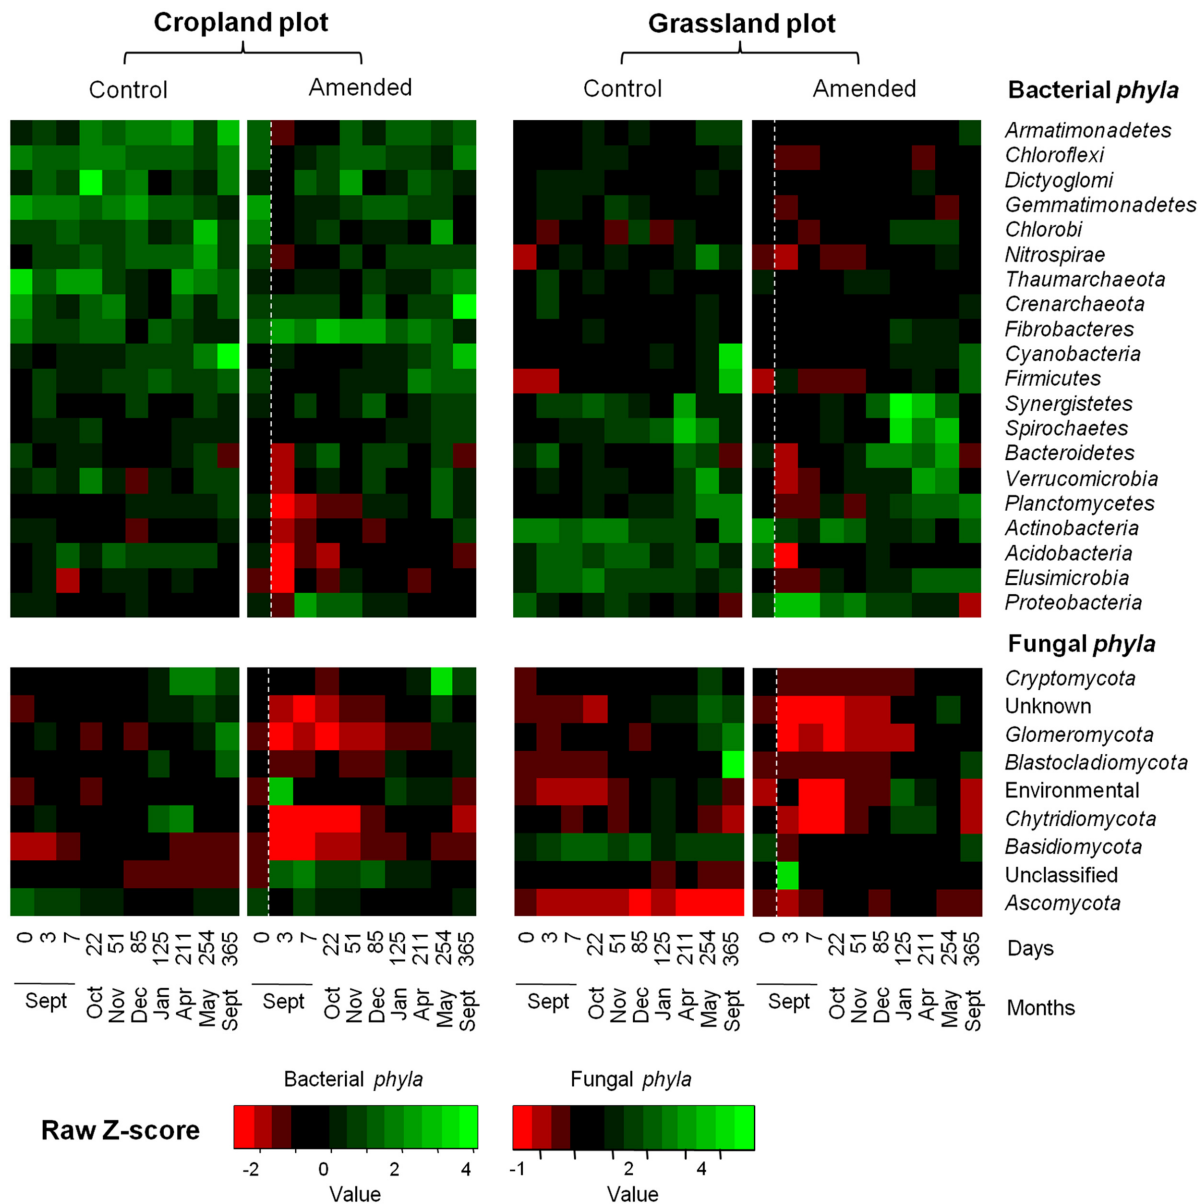 Cropland plot
Grassland plot
Control
Amended
Control
Amended
Bacterial phyla
Armatimonadetes
Chloroflexi
Dictyoglomi
Gemmatimonadetes
Chlorobi
Nitrospirae
Thaumarchaeota
Crenarchaeota
Fibrobacteres
Cyanobacteria
Firmicutes
Synergistetes
Spirochaetes
Bacteroidetes
Verrucomicrobia
Planctomycetes
Actinobacteria
Acidobacteria
Elusimicrobia
Proteobacteria
Fungal phyla
Cryptomycota
Unknown
Glomeromycota
Blastocladiomycota
Environmental
Chytridiomycota
Basidiomycota
Unclassified
Ascomycota
0 3 7 22 51 85 125 211 254 365 0 3 7 22 51 85 125 211 254 365 0 3 7 22 51 85 125 211 254 365 0 3 7 22 51 85 125 211 254 365 Days
Sept Oct Nov Dec Jan Apr May Sept Sept Oct Nov Dec Jan Apr May Sept Sept Oct Nov Dec Jan Apr May Sept Sept Oct Nov Dec Jan Apr May Sept Months
Bacterial phyla
Fungal phyla
Raw Z-score
-2 0 2 4
-1 2 4
Value
Value